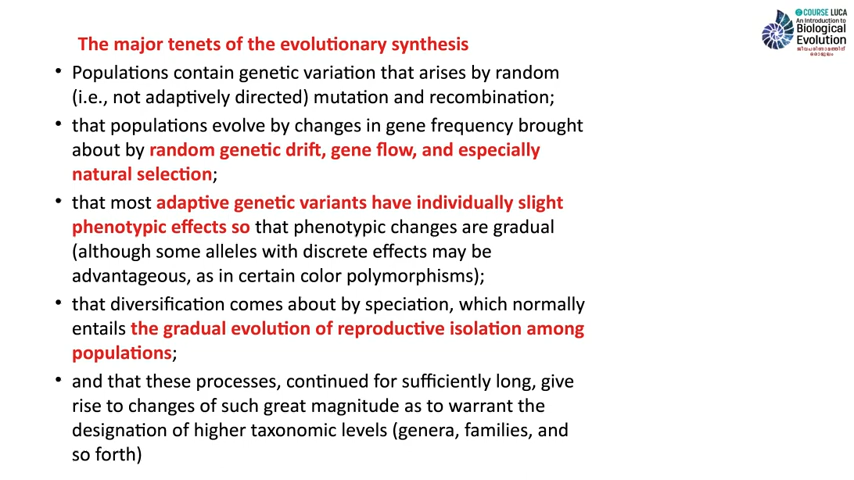 COURSE LUCA
An Introduction to
Biological
Evolution
The major tenets of the evolutionary synthesis
• Populations contain genetic variation that arises by random
(i.e., not adaptively directed) mutation and recombination;
• that populations evolve by changes in gene frequency brought
about by random genetic drift, gene flow, and especially
natural selection;
• that most adaptive genetic variants have individually slight
phenotypic effects so that phenotypic changes are gradual
(although some alleles with discrete effects may be
advantageous, as in certain color polymorphisms);
• that diversification comes about by speciation, which normally
entails the gradual evolution of reproductive isolation among
populations;
• and that these processes, continued for sufficiently long, give
rise to changes of such great magnitude as to warrant the
designation of higher taxonomic levels (genera, families, and
so forth)